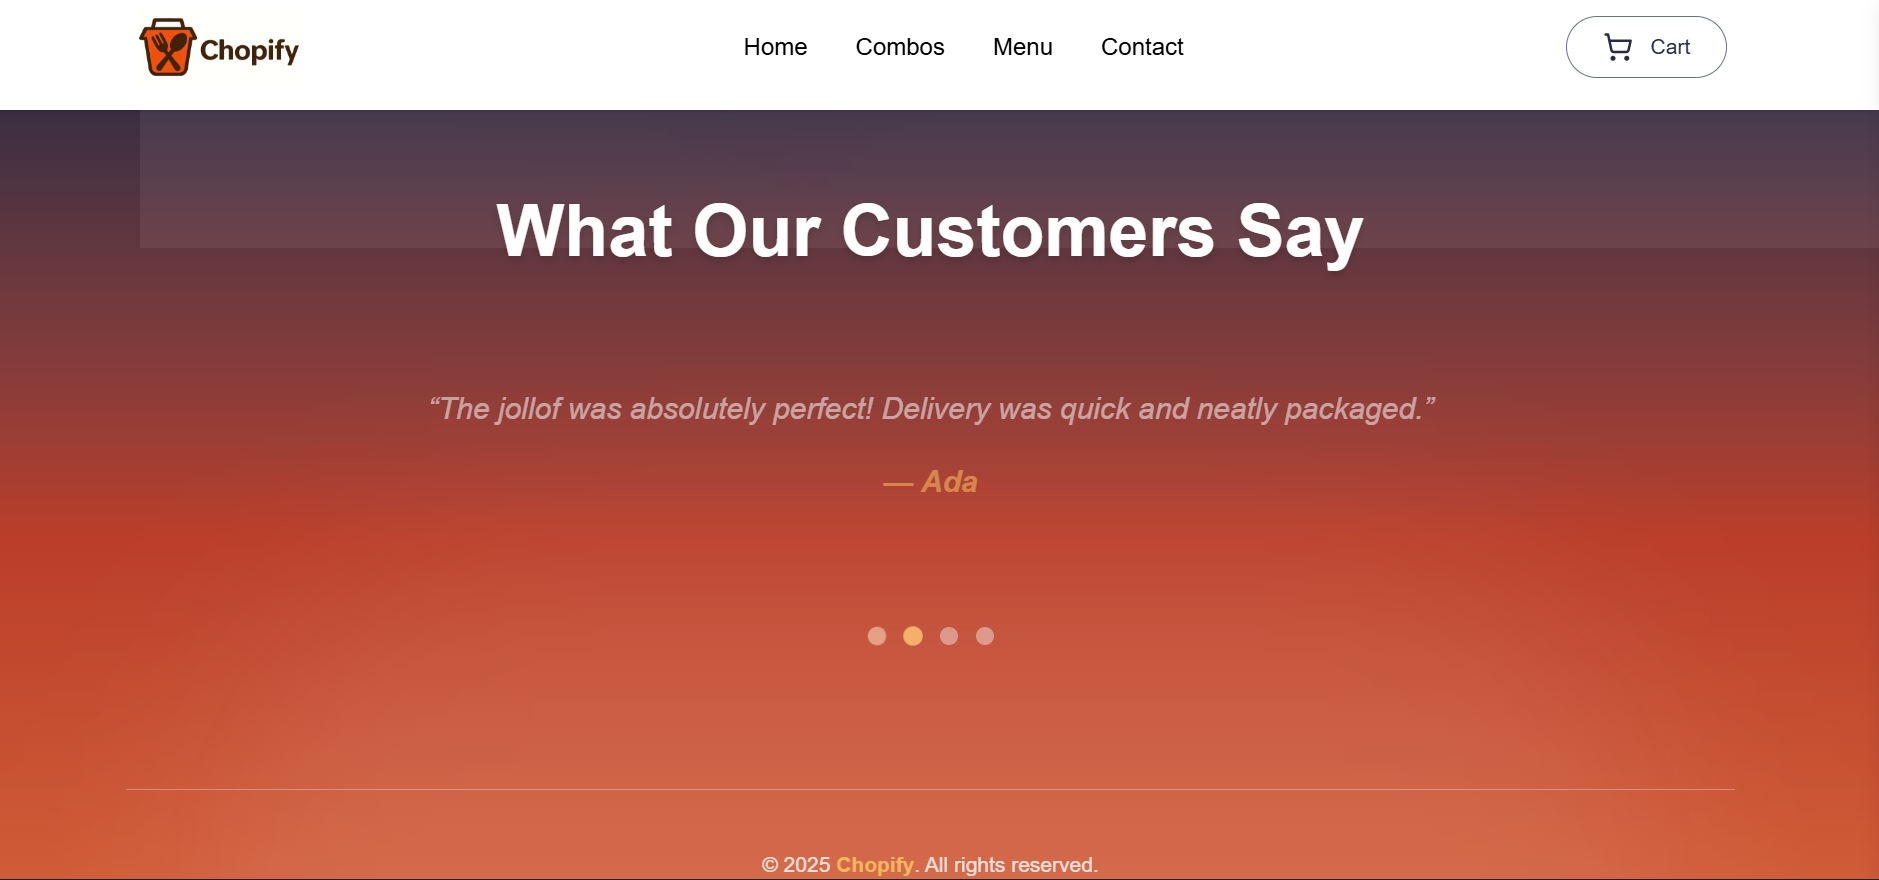 Chopify
Home Combos Menu Contact
Cart
What Our Customers Say
“The jollof was absolutely perfect! Delivery was quick and neatly packaged.”
— Ada
© 2025 Chopify. All rights reserved.